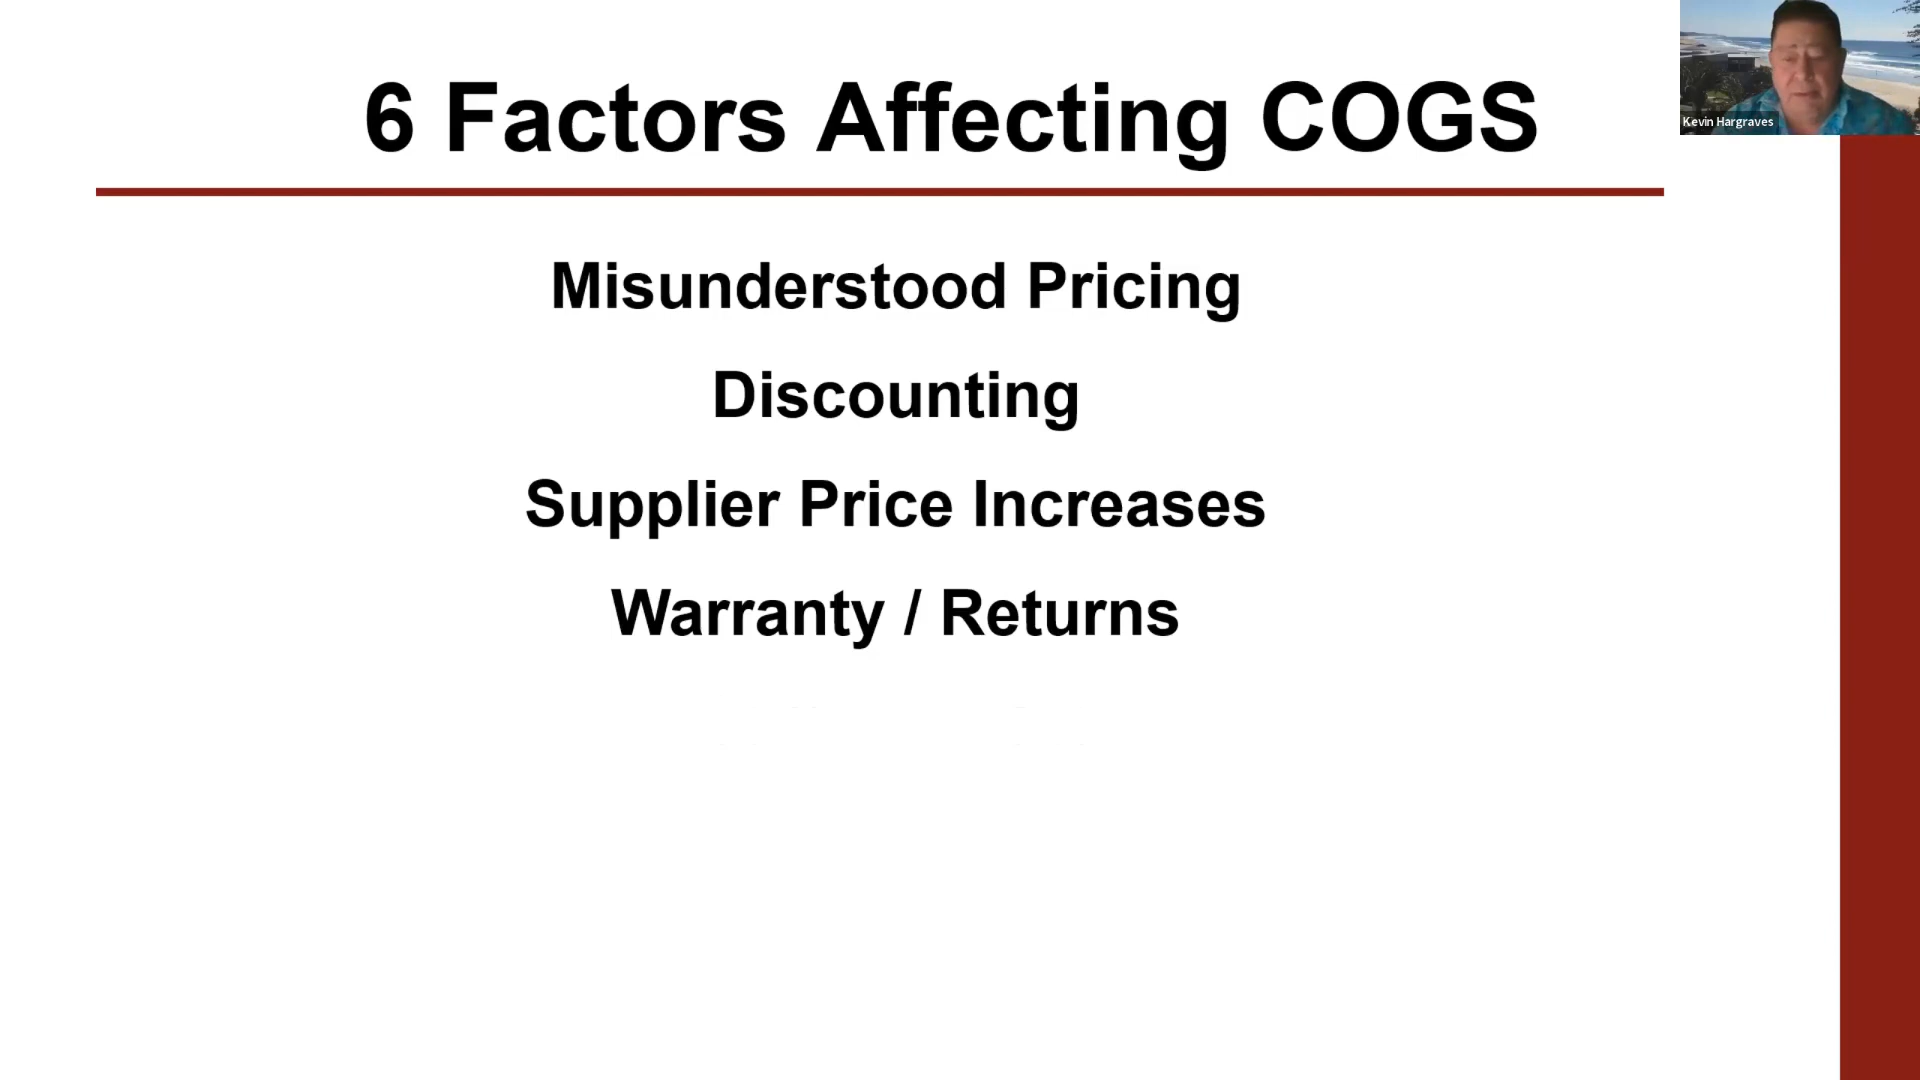 6 Factors Affecting COGS
Kevin Hargraves
Misunderstood Pricing
Discounting
Supplier Price Increases
Warranty / Returns